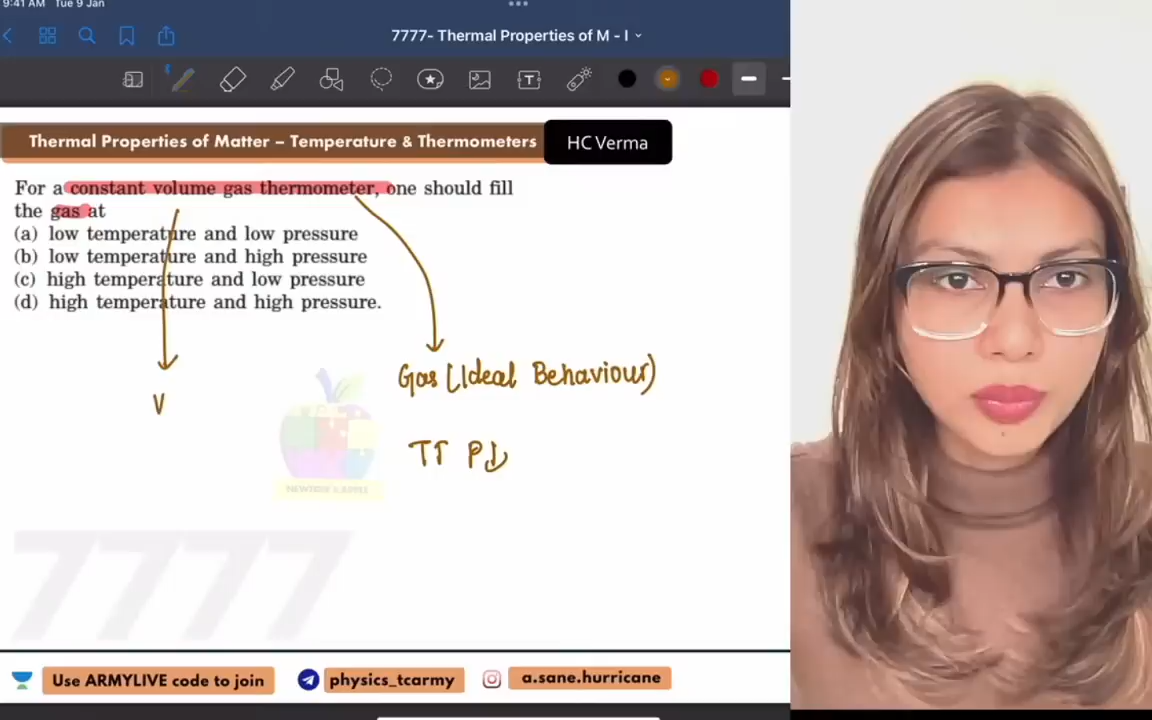 9:41 AM Tue 9 Jan
7777- Thermal Properties of M - I
Thermal Properties of Matter – Temperature & Thermometers
HC Verma
For a constant volume gas thermometer, one should fill
the gas at
(a) low temperature and low pressure
(b) low temperature and high pressure
(c) high temperature and low pressure
(d) high temperature and high pressure.
Gas (Ideal Behaviour)
V
T↑ P↓
NEWTON'S APPLE
7777
Use ARMYLIVE code to join
physics_tcarmy
a.sane.hurricane